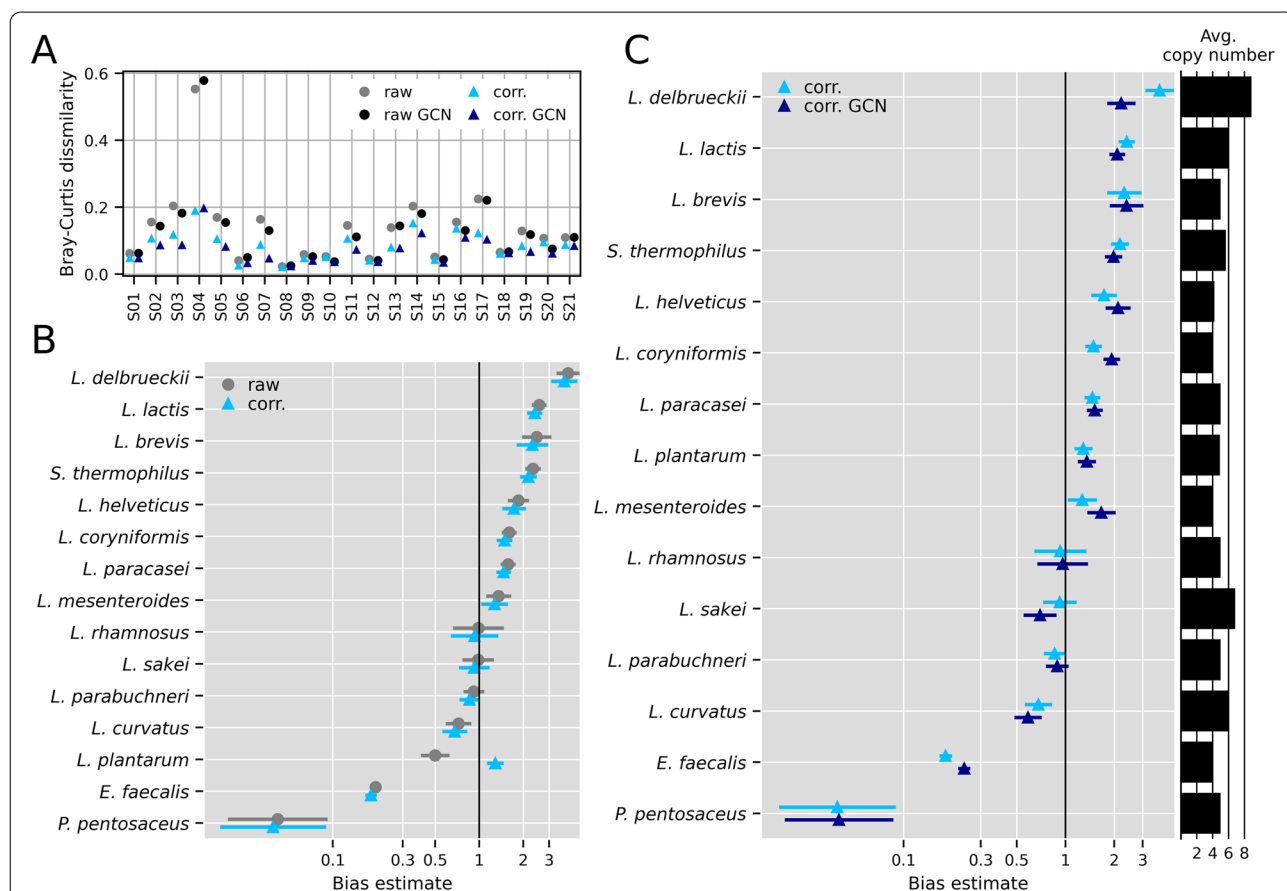 A
Bray-Curtis dissmilarity
0.6
0.4
0.2
0.0
raw
raw GCN
corr.
corr. GCN
S01
S02
S03
S04
S05
S06
S07
S08
S09
S10
S11
S12
S13
S14
S15
S16
S17
S18
S19
S20
S21
B
raw
corr.
L. delbrueckii
L. lactis
L. brevis
S. thermophilus
L. helveticus
L. coryniformis
L. paracasei
L. mesenteroides
L. rhamnosus
L. sakei
L. parabuchneri
L. curvatus
L. plantarum
E. faecalis
P. pentosaceus
0.1 0.3 0.5 1 2 3
Bias estimate
C
Avg.
copy number
corr.
corr. GCN
L. delbrueckii
L. lactis
L. brevis
S. thermophilus
L. helveticus
L. coryniformis
L. paracasei
L. plantarum
L. mesenteroides
L. rhamnosus
L. sakei
L. parabuchneri
L. curvatus
E. faecalis
P. pentosaceus
0.1 0.3 0.5 1 2 3
Bias estimate
2 4 6 8